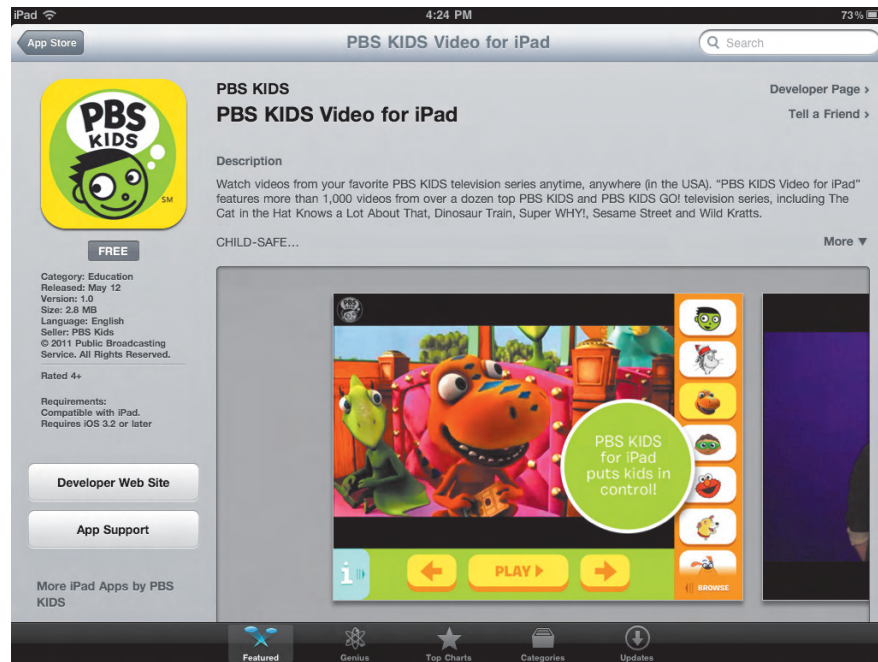 iPad 4:24 PM 73%
App Store PBS KIDS Video for iPad Search
PBS
KIDS
SM
FREE
Category: Education
Released: May 12
Version: 1.0
Size: 2.8 MB
Language: English
Seller: PBS Kids
© 2011 Public Broadcasting
Service. All Rights Reserved.
Rated 4+
Requirements:
Compatible with iPad.
Requires iOS 3.2 or later
Developer Web Site
App Support
More iPad Apps by PBS
KIDS
PBS KIDS
PBS KIDS Video for iPad
Developer Page ›
Tell a Friend ›
Description
Watch videos from your favorite PBS KIDS television series anytime, anywhere (in the USA). "PBS KIDS Video for iPad"
features more than 1,000 videos from over a dozen top PBS KIDS and PBS KIDS GO! television series, including The
Cat in the Hat Knows a Lot About That, Dinosaur Train, Super WHY!, Sesame Street and Wild Kratts.
CHILD-SAFE...
More ▼
PBS
KIDS
PBS KIDS
for iPad
puts kids in
control!
i
PLAY
BROWSE
Featured Genius Top Charts Categories Updates